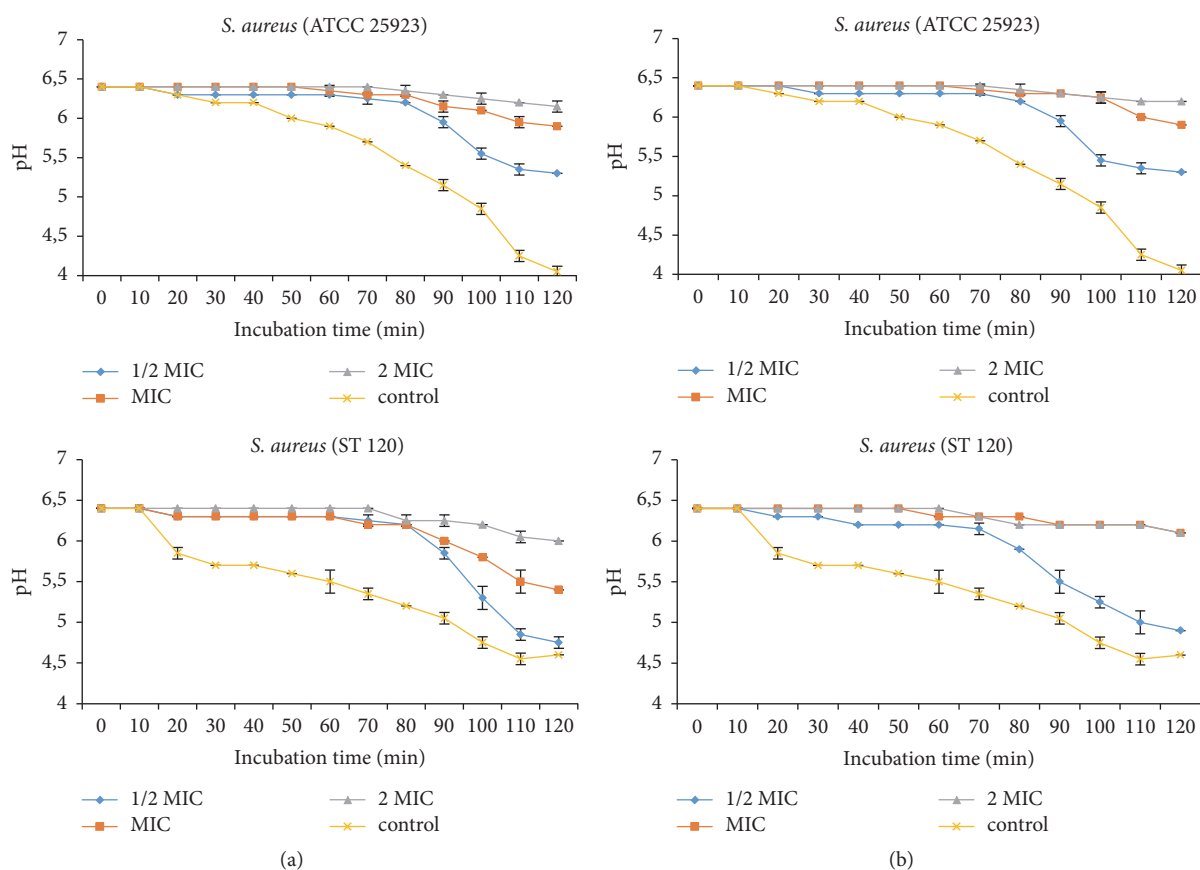 S. aureus (ATCC 25923)
7
6,5
6
5,5
5
4,5
4
pH
0 10 20 30 40 50 60 70 80 90 100 110 120
Incubation time (min)
1/2 MIC
2 MIC
MIC
control
S. aureus (ST 120)
7
6,5
6
5,5
5
4,5
4
pH
0 10 20 30 40 50 60 70 80 90 100 110 120
Incubation time (min)
1/2 MIC
2 MIC
MIC
control
(a)
S. aureus (ATCC 25923)
7
6,5
6
5,5
5
4,5
4
pH
0 10 20 30 40 50 60 70 80 90 100 110 120
Incubation time (min)
1/2 MIC
2 MIC
MIC
control
S. aureus (ST 120)
7
6,5
6
5,5
5
4,5
4
pH
0 10 20 30 40 50 60 70 80 90 100 110 120
Incubation time (min)
1/2 MIC
2 MIC
MIC
control
(b)